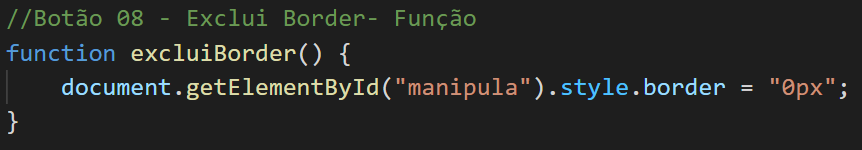 //Botão 08 - Exclui Border- Função
function excluiBorder() {
    document.getElementById("manipula").style.border = "0px";
}